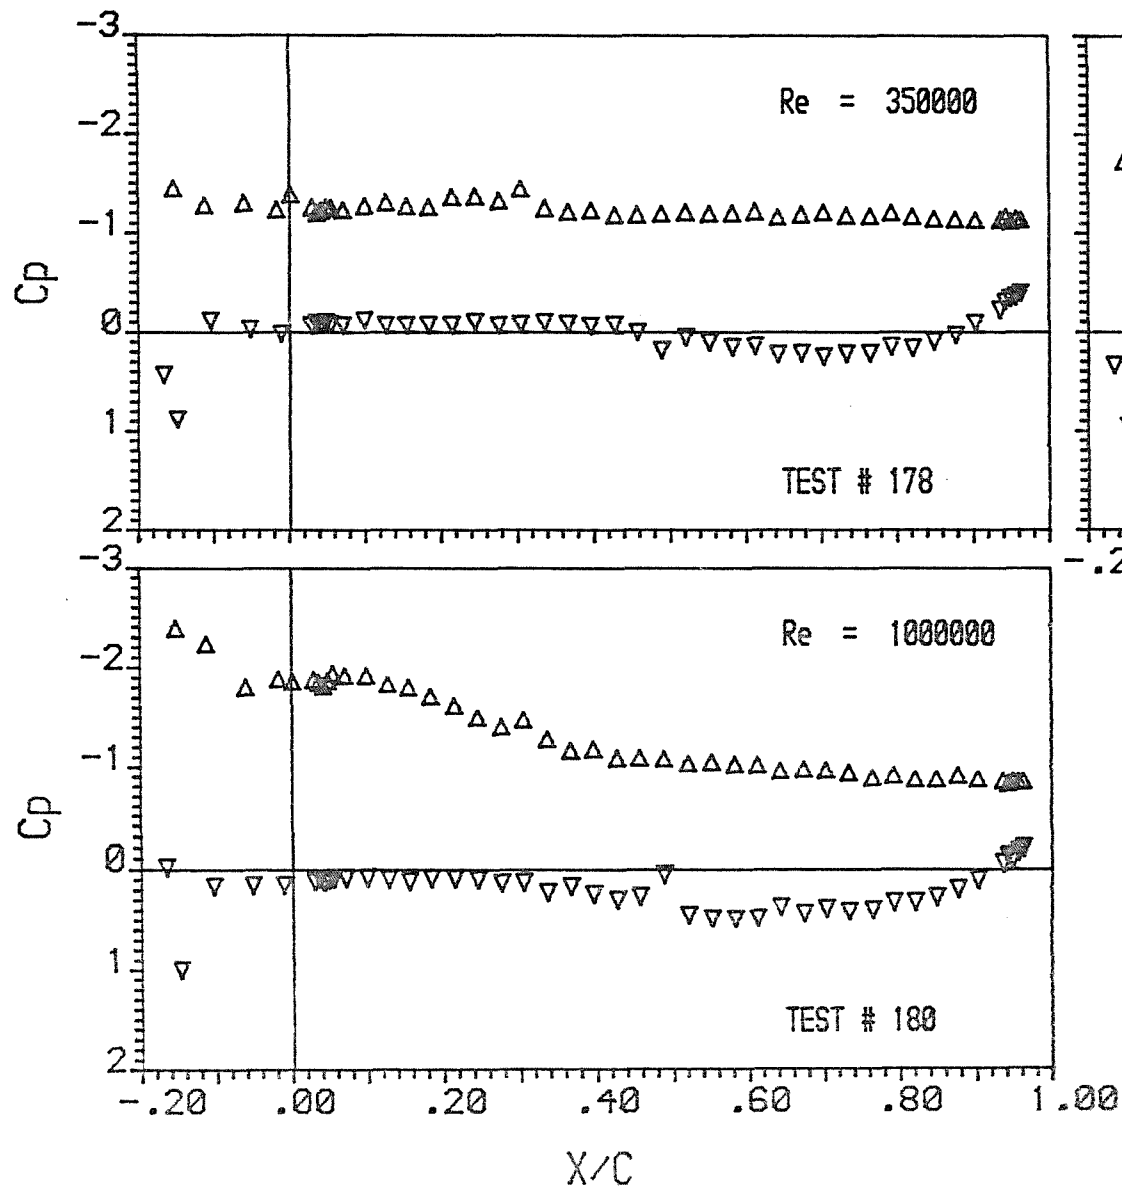 -3
Re = 350000
-2
-1
Cp
0
1
TEST # 178
2
-3
-.2
Re = 1000000
-2
-1
Cp
0
1
TEST # 180
2
-.20 .00 .20 .40 .60 .80 1.00
X/C